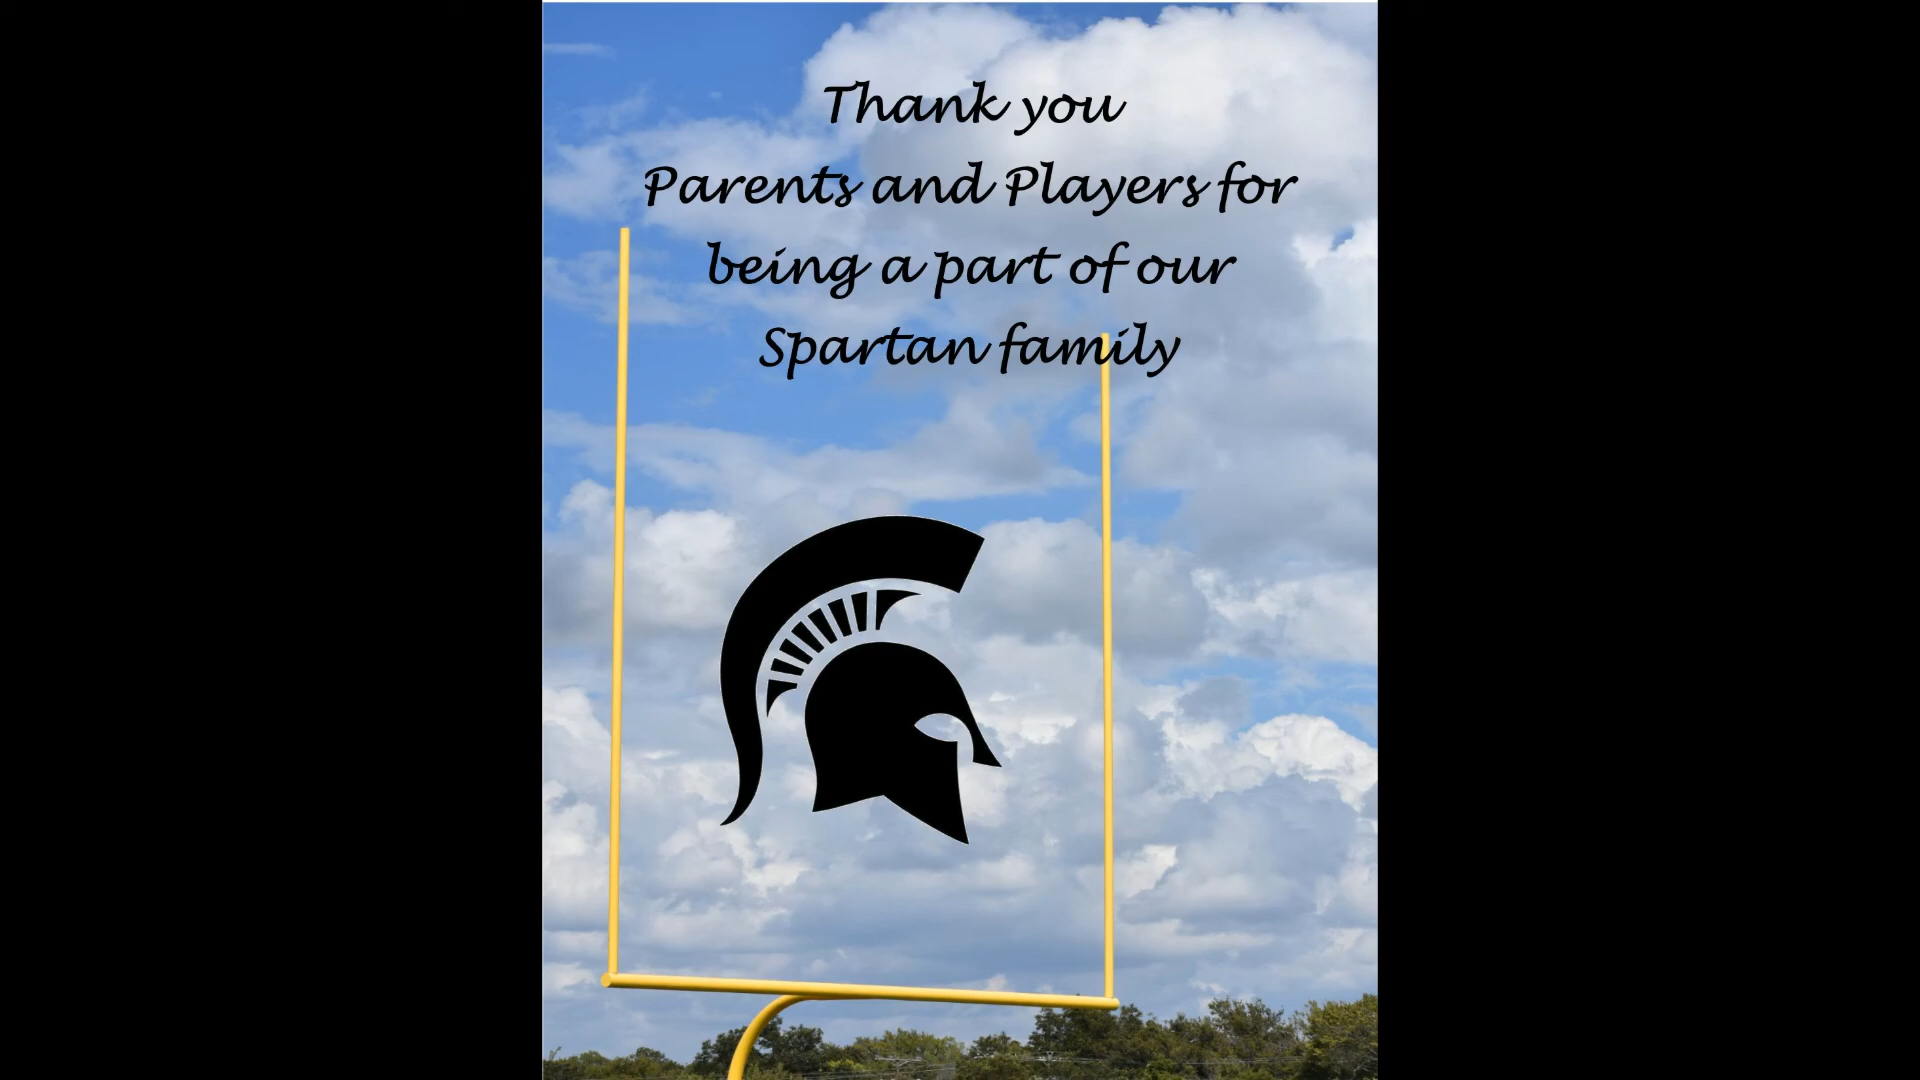 Thank you
Parents and Players for
being a part of our
Spartan family